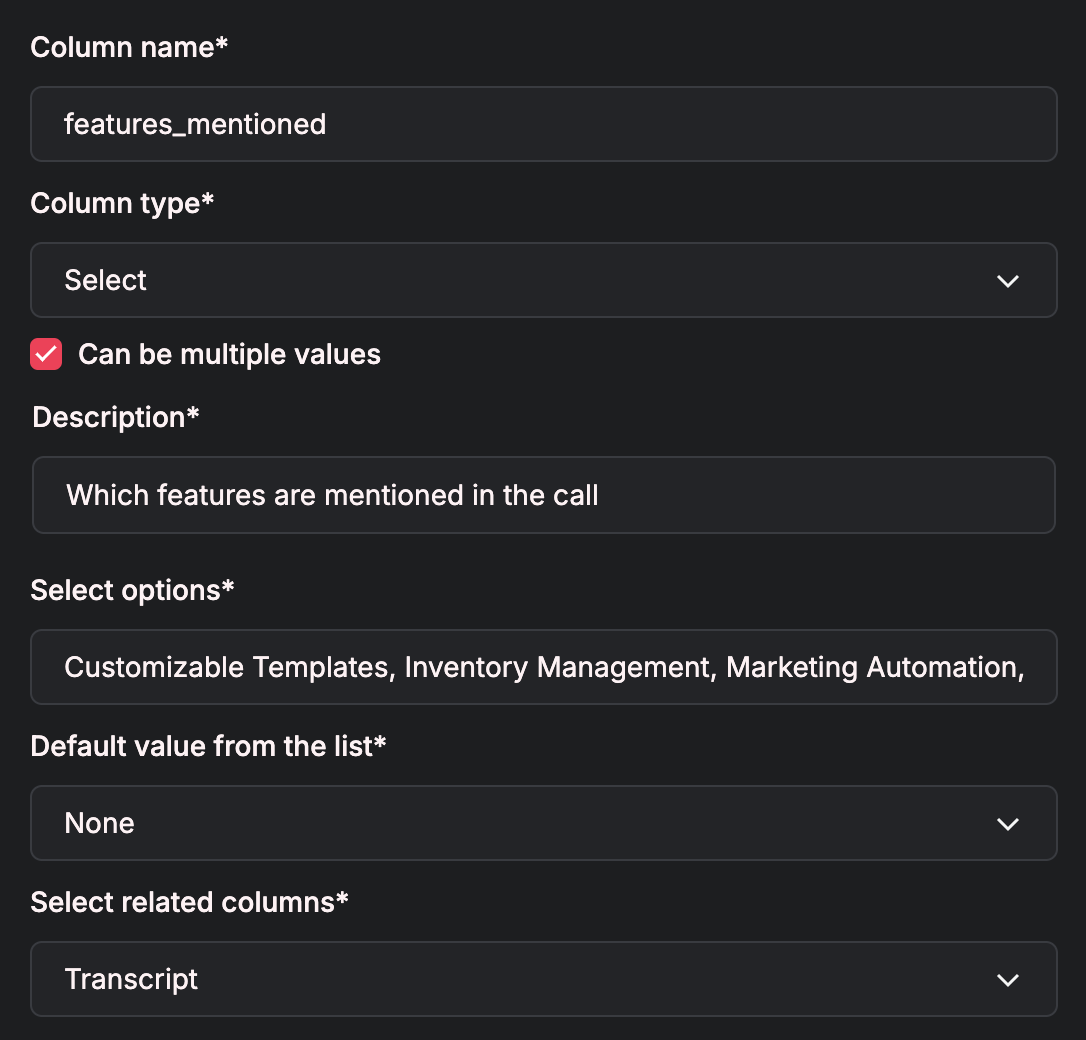 Column name*
features_mentioned
Column type*
Select
Can be multiple values
Description*
Which features are mentioned in the call
Select options*
Customizable Templates, Inventory Management, Marketing Automation,
Default value from the list*
None
Select related columns*
Transcript